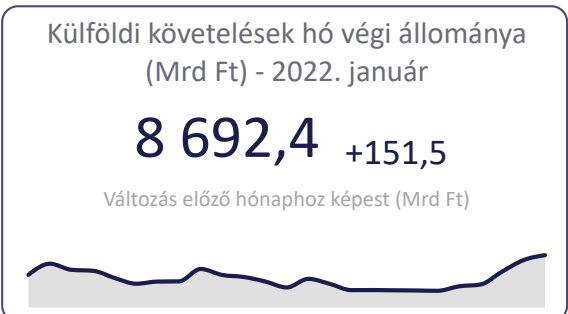 Külföldi követelések hó végi állománya
(Mrd Ft) - 2022. január
8 692,4 +151,5
Változás előző hónaphoz képest (Mrd Ft)